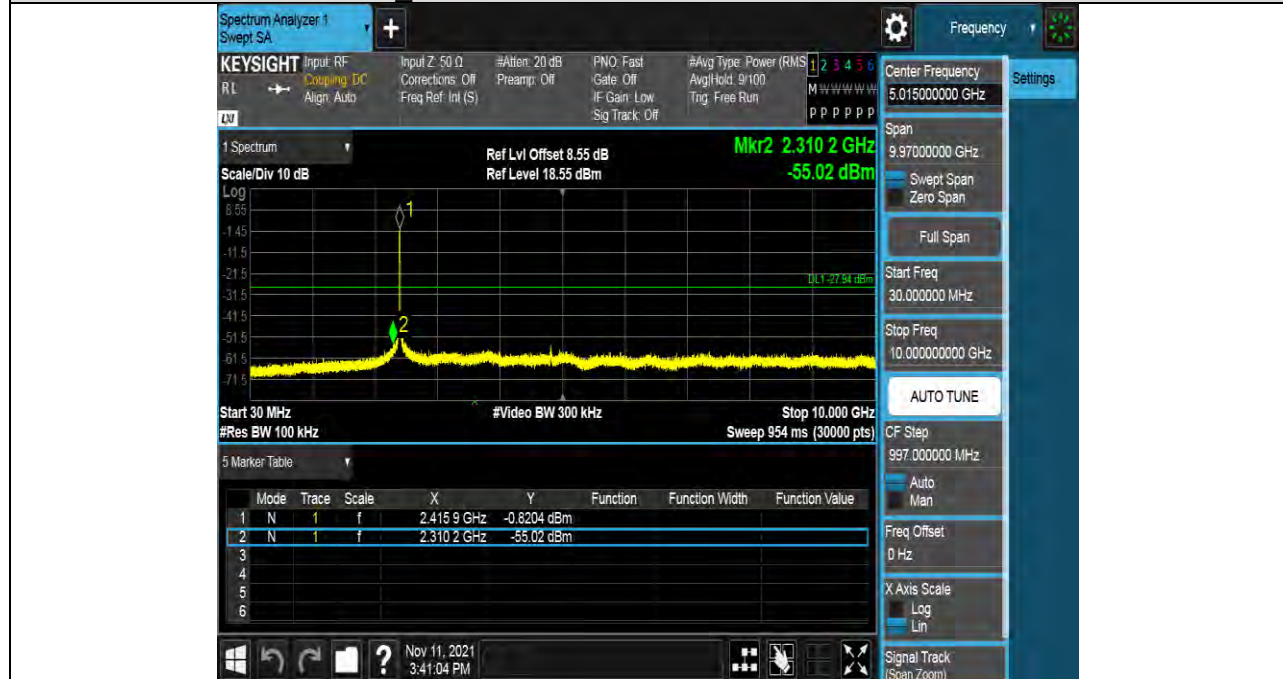 Spectrum Analyzer 1
Swept SA
+
Frequency
KEYSIGHT Input: RF Input Z: 50 Ω #Atten: 20 dB PNO: Fast #Avg Type: Power (RMS 1 2 3 4 5 6
RL Coupling: DC Corrections: Off Preamp: Off Gate: Off Avg|Hold: 9/100 M W W W W W
Align: Auto Freq Ref: Int (S) IF Gain: Low Trig: Free Run
LXI Sig Track: Off P P P P P P
1 Spectrum Ref Lvl Offset 8.55 dB Mkr2 2.310 2 GHz
Scale/Div 10 dB Ref Level 18.55 dBm -55.02 dBm
Log
8.55
1
-1.45
-11.5
-21.5
DL1 -27.94 dBm
-31.5
-41.5
2
-51.5
-61.5
-71.5
Start 30 MHz #Video BW 300 kHz Stop 10.000 GHz
#Res BW 100 kHz Sweep 954 ms (30000 pts)
5 Marker Table
Mode Trace Scale X Y Function Function Width Function Value
1 N 1 f 2.415 9 GHz -0.8204 dBm
2 N 1 f 2.310 2 GHz -55.02 dBm
3
4
5
6
?
Nov 11, 2021
3:41:04 PM
Center Frequency
5.015000000 GHz
Settings
Span
9.97000000 GHz
Swept Span
Zero Span
Full Span
Start Freq
30.000000 MHz
Stop Freq
10.000000000 GHz
AUTO TUNE
CF Step
997.000000 MHz
Auto
Man
Freq Offset
0 Hz
X Axis Scale
Log
Lin
Signal Track
(Span Zoom)